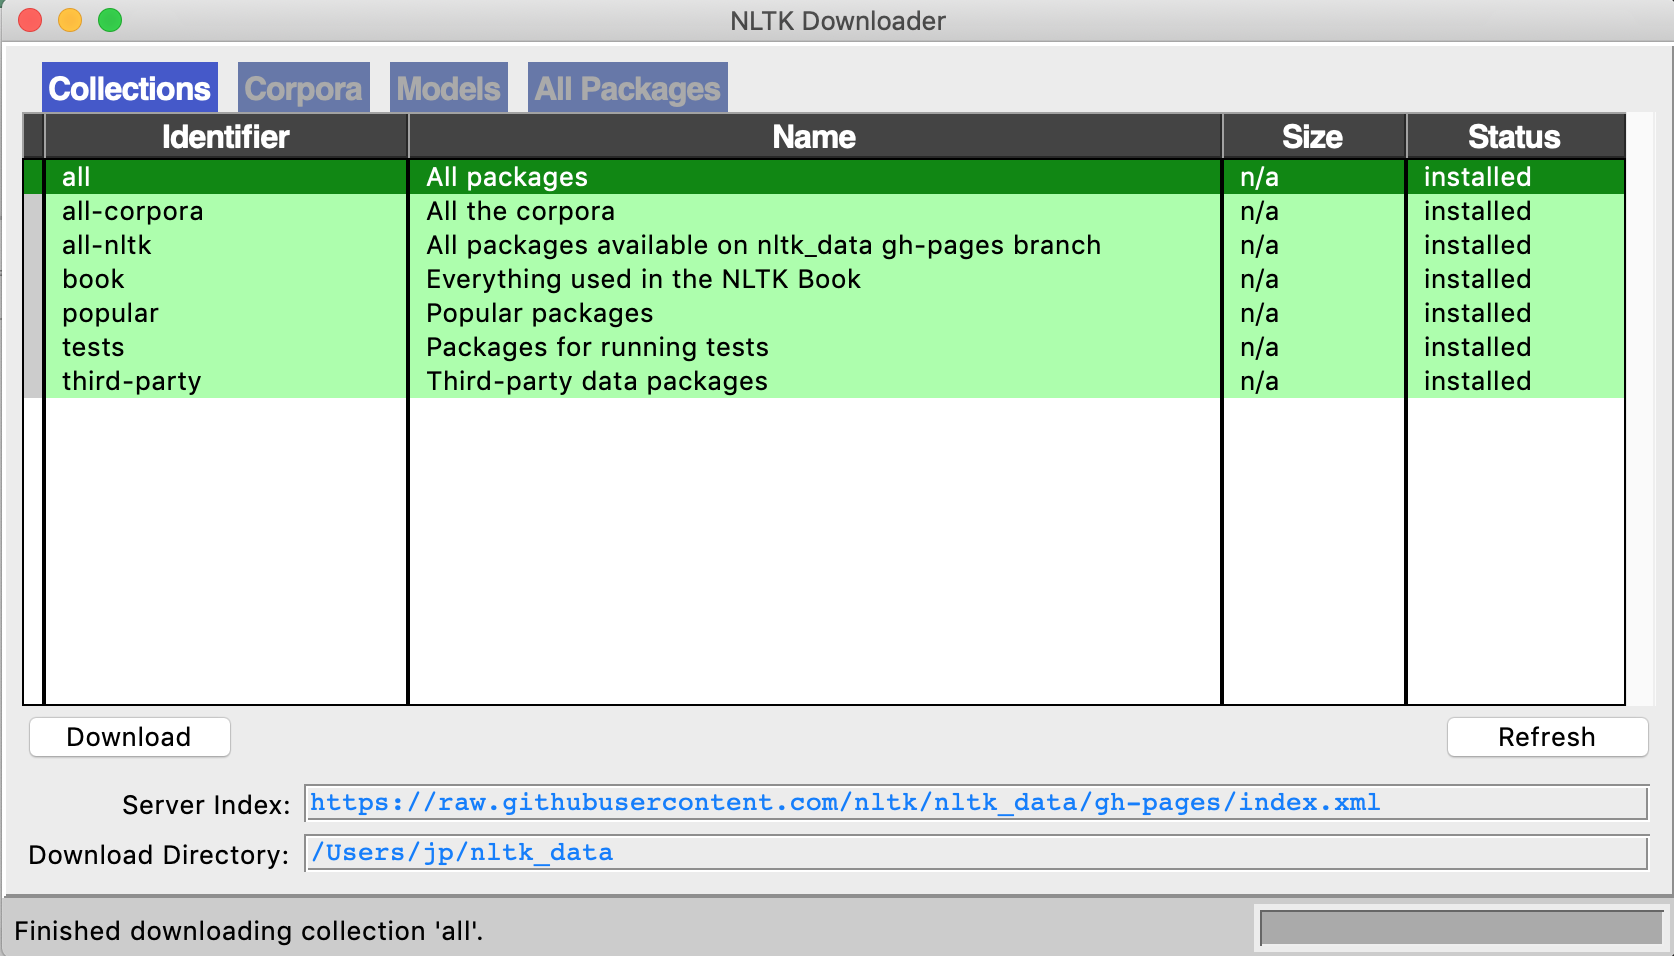 NLTK Downloader
Collections Corpora Models All Packages
Identifier Name Size Status
all All packages n/a installed
all-corpora All the corpora n/a installed
all-nltk All packages available on nltk_data gh-pages branch n/a installed
book Everything used in the NLTK Book n/a installed
popular Popular packages n/a installed
tests Packages for running tests n/a installed
third-party Third-party data packages n/a installed
Download Refresh
Server Index: https://raw.githubusercontent.com/nltk/nltk_data/gh-pages/index.xml
Download Directory: /Users/jp/nltk_data
Finished downloading collection 'all'.